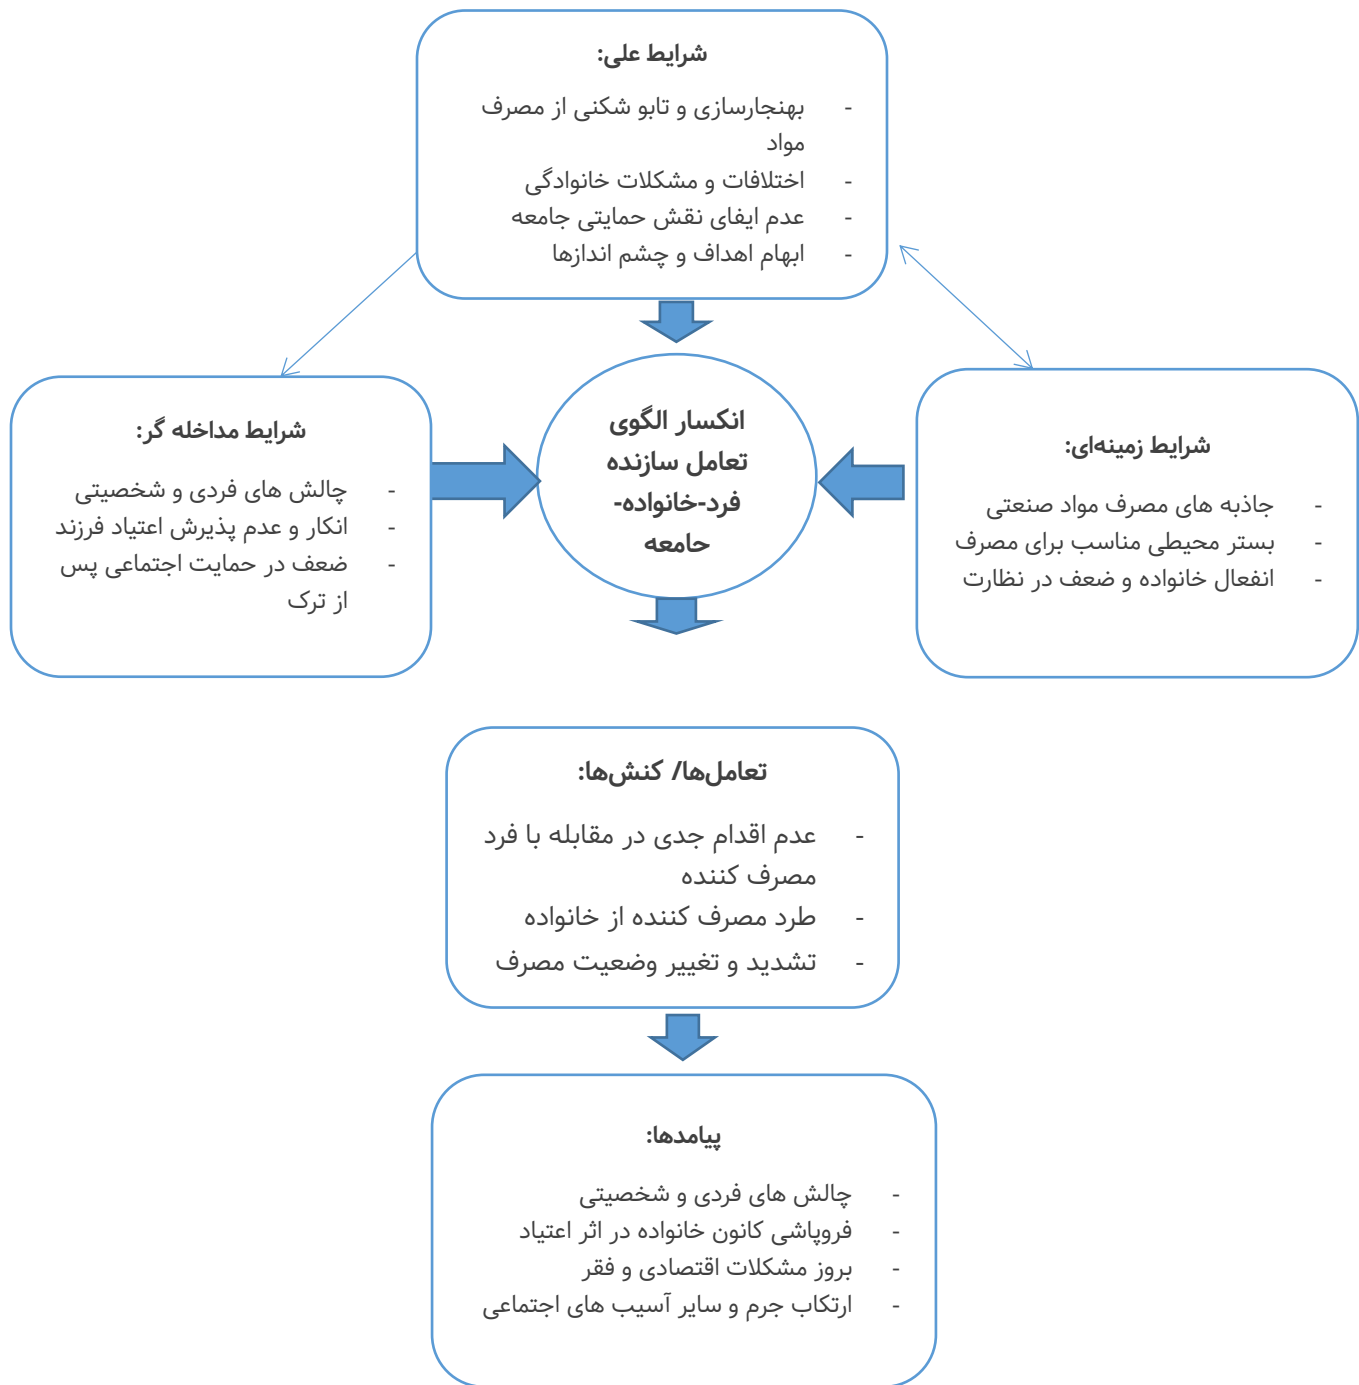 شرایط علی:
- بهنجارسازی و تابو شکنی از مصرف
مواد
- اختلافات و مشکلات خانوادگی
- عدم ایفای نقش حمایتی جامعه
- ابهام اهداف و چشم اندازها
شرایط زمینه‌ای:
- جاذبه های مصرف مواد صنعتی
- بستر محیطی مناسب برای مصرف
- انفعال خانواده و ضعف در نظارت
انکسار الگوی
تعامل سازنده
فرد-خانواده-
جامعه
شرایط مداخله گر:
- چالش های فردی و شخصیتی
- انکار و عدم پذیرش اعتیاد فرزند
- ضعف در حمایت اجتماعی پس
از ترک
تعامل‌ها/ کنش‌ها:
- عدم اقدام جدی در مقابله با فرد
مصرف کننده
- طرد مصرف کننده از خانواده
- تشدید و تغییر وضعیت مصرف
پیامدها:
- چالش های فردی و شخصیتی
- فروپاشی کانون خانواده در اثر اعتیاد
- بروز مشکلات اقتصادی و فقر
- ارتکاب جرم و سایر آسیب های اجتماعی